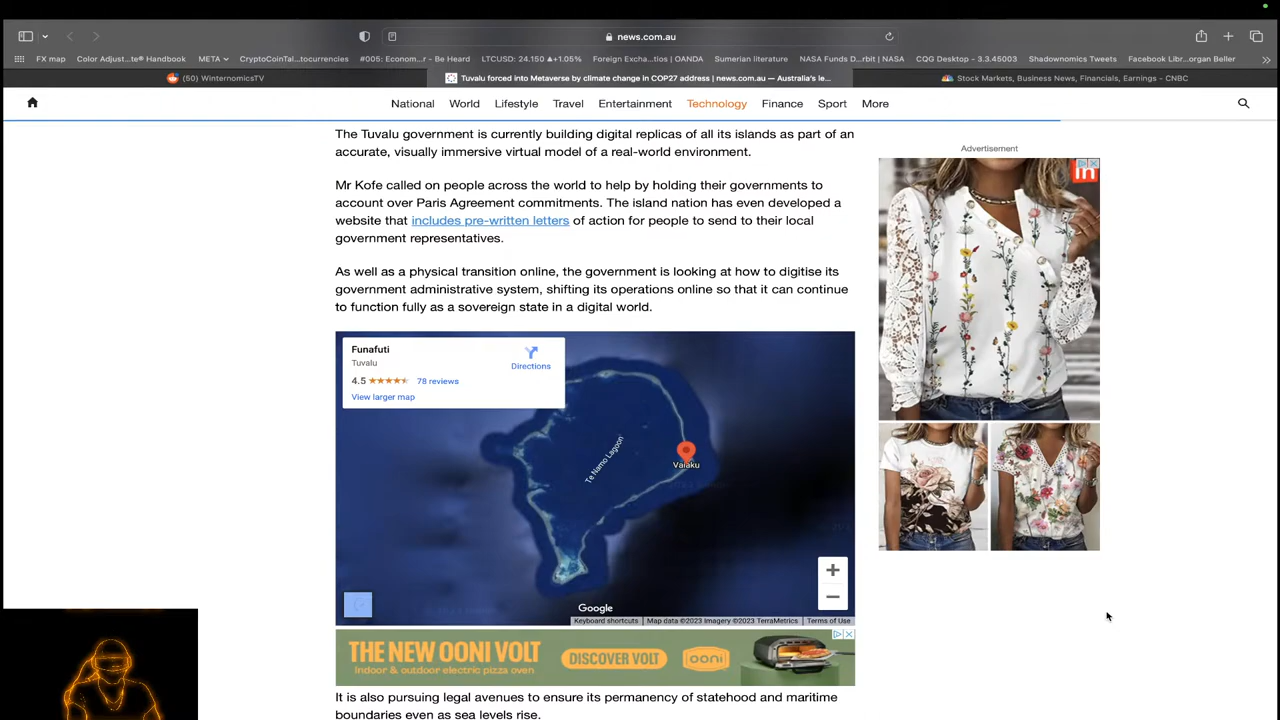 news.com.au
FX map
Color Adjust...te® Handbook
META
CryptoCoinTal...tocurrencies
#005: Econom...r - Be Heard
LTCUSD: 24.150 ▲+1.05%
Foreign Excha...tios | OANDA
Sumerian literature
NASA Funds D...rbit | NASA
CQG Desktop - 3.3.45003
Shadownomics Tweets
Facebook Libr...organ Beller
(50) WinternomicsTV
Tuvalu forced into Metaverse by climate change in COP27 address | news.com.au — Australia's le...
Stock Markets, Business News, Financials, Earnings - CNBC
National
World
Lifestyle
Travel
Entertainment
Technology
Finance
Sport
More
The Tuvalu government is currently building digital replicas of all its islands as part of an
accurate, visually immersive virtual model of a real-world environment.
Mr Kofe called on people across the world to help by holding their governments to
account over Paris Agreement commitments. The island nation has even developed a
website that includes pre-written letters of action for people to send to their local
government representatives.
As well as a physical transition online, the government is looking at how to digitise its
government administrative system, shifting its operations online so that it can continue
to function fully as a sovereign state in a digital world.
Advertisement
in
Funafuti
Tuvalu
Directions
4.5
78 reviews
View larger map
Te Namo Lagoon
Vaiaku
Google
Keyboard shortcuts
Map data ©2023 Imagery ©2023 TerraMetrics
Terms of Use
THE NEW OONI VOLT
Indoor & outdoor electric pizza oven
DISCOVER VOLT
ooni
It is also pursuing legal avenues to ensure its permanency of statehood and maritime
boundaries even as sea levels rise.